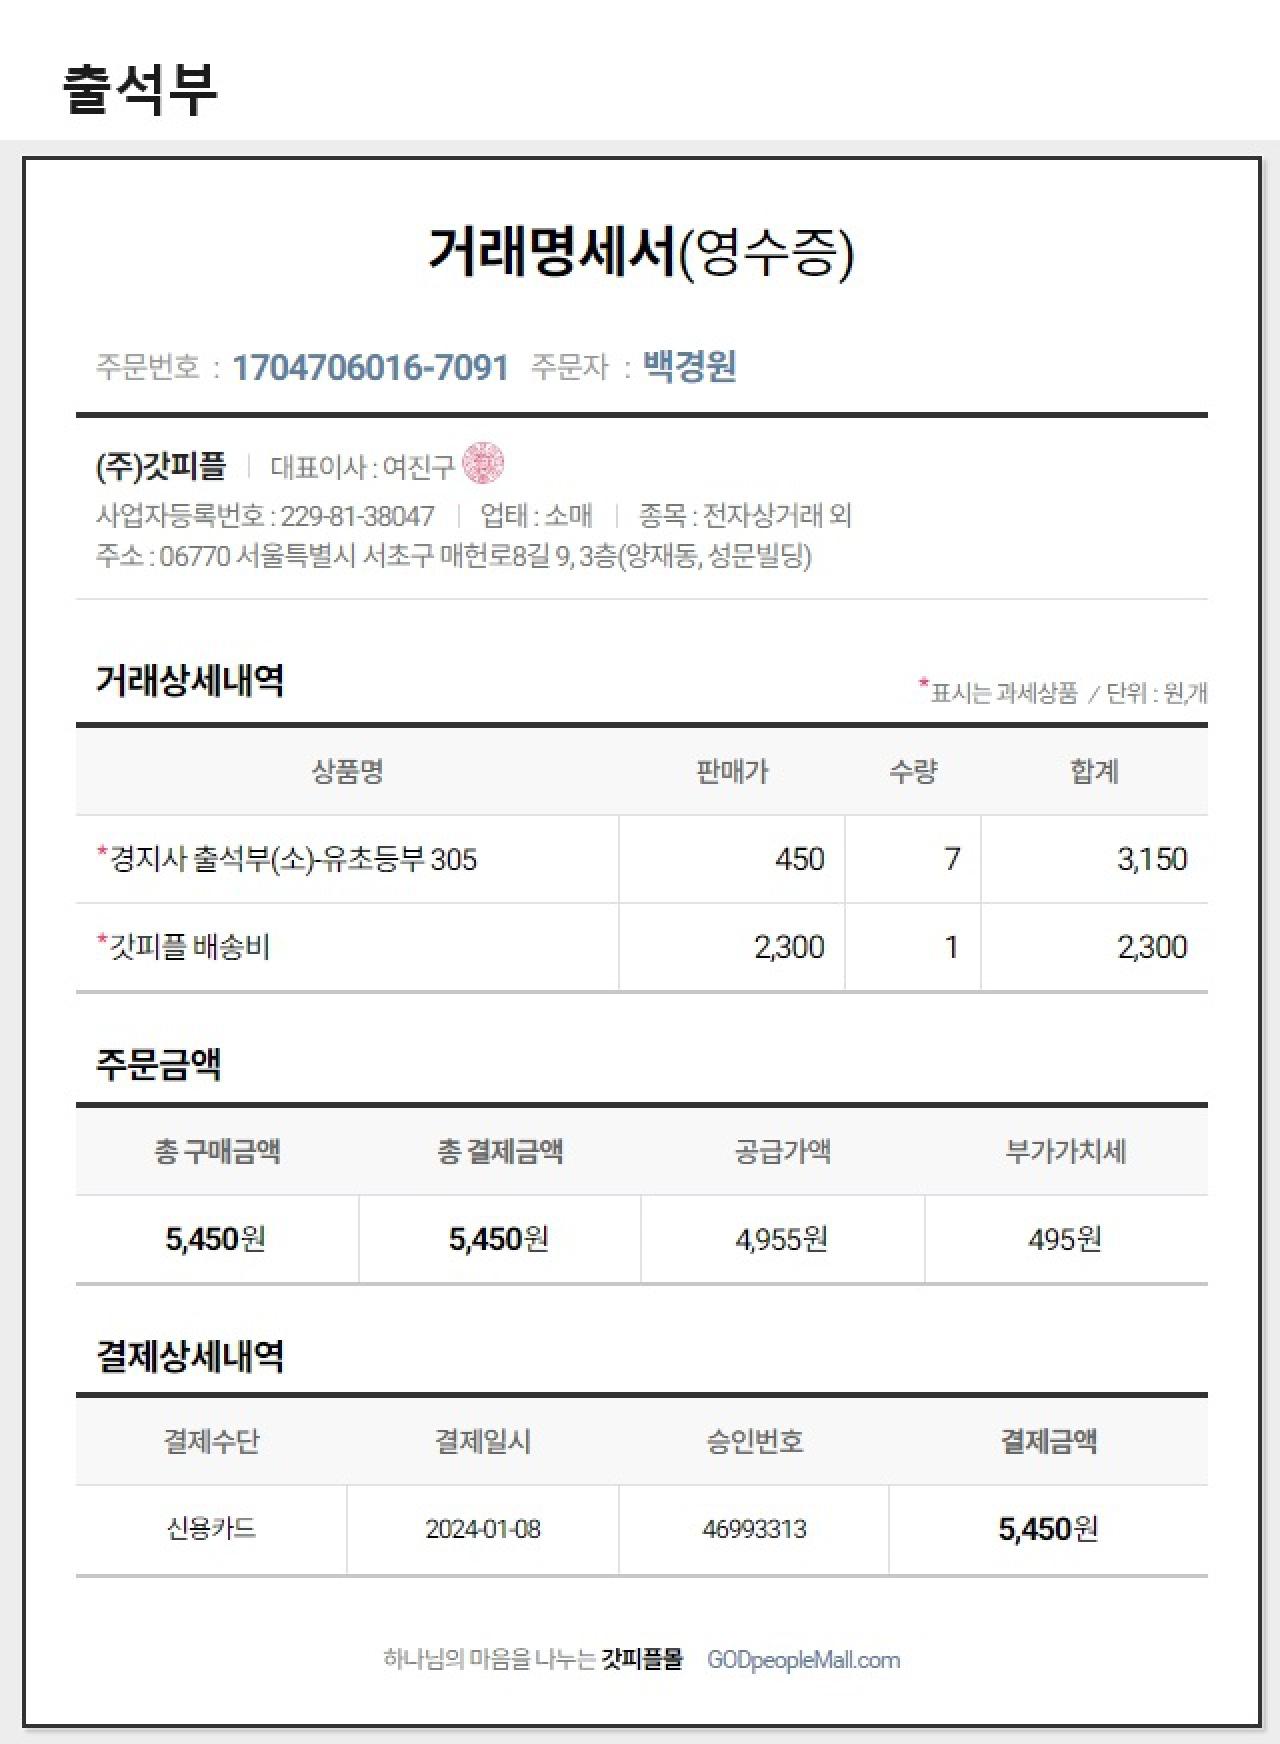 출석부
거래명세서(영수증)
주문번호 : 1704706016-7091 주문자 : 백경원
(주)갓피플 | 대표이사 : 여진구
사업자등록번호 : 229-81-38047 | 업태 : 소매 | 종목 : 전자상거래 외
주소 : 06770 서울특별시 서초구 매헌로8길 9, 3층(양재동, 성문빌딩)
거래상세내역
*표시는 과세상품 / 단위 : 원,개
상품명 판매가 수량 합계
*경지사 출석부(소)-유초등부 305 450 7 3,150
*갓피플 배송비 2,300 1 2,300
주문금액
총 구매금액 총 결제금액 공급가액 부가가치세
5,450원 5,450원 4,955원 495원
결제상세내역
결제수단 결제일시 승인번호 결제금액
신용카드 2024-01-08 46993313 5,450원
하나님의 마음을 나누는 갓피플몰 GODpeopleMall.com